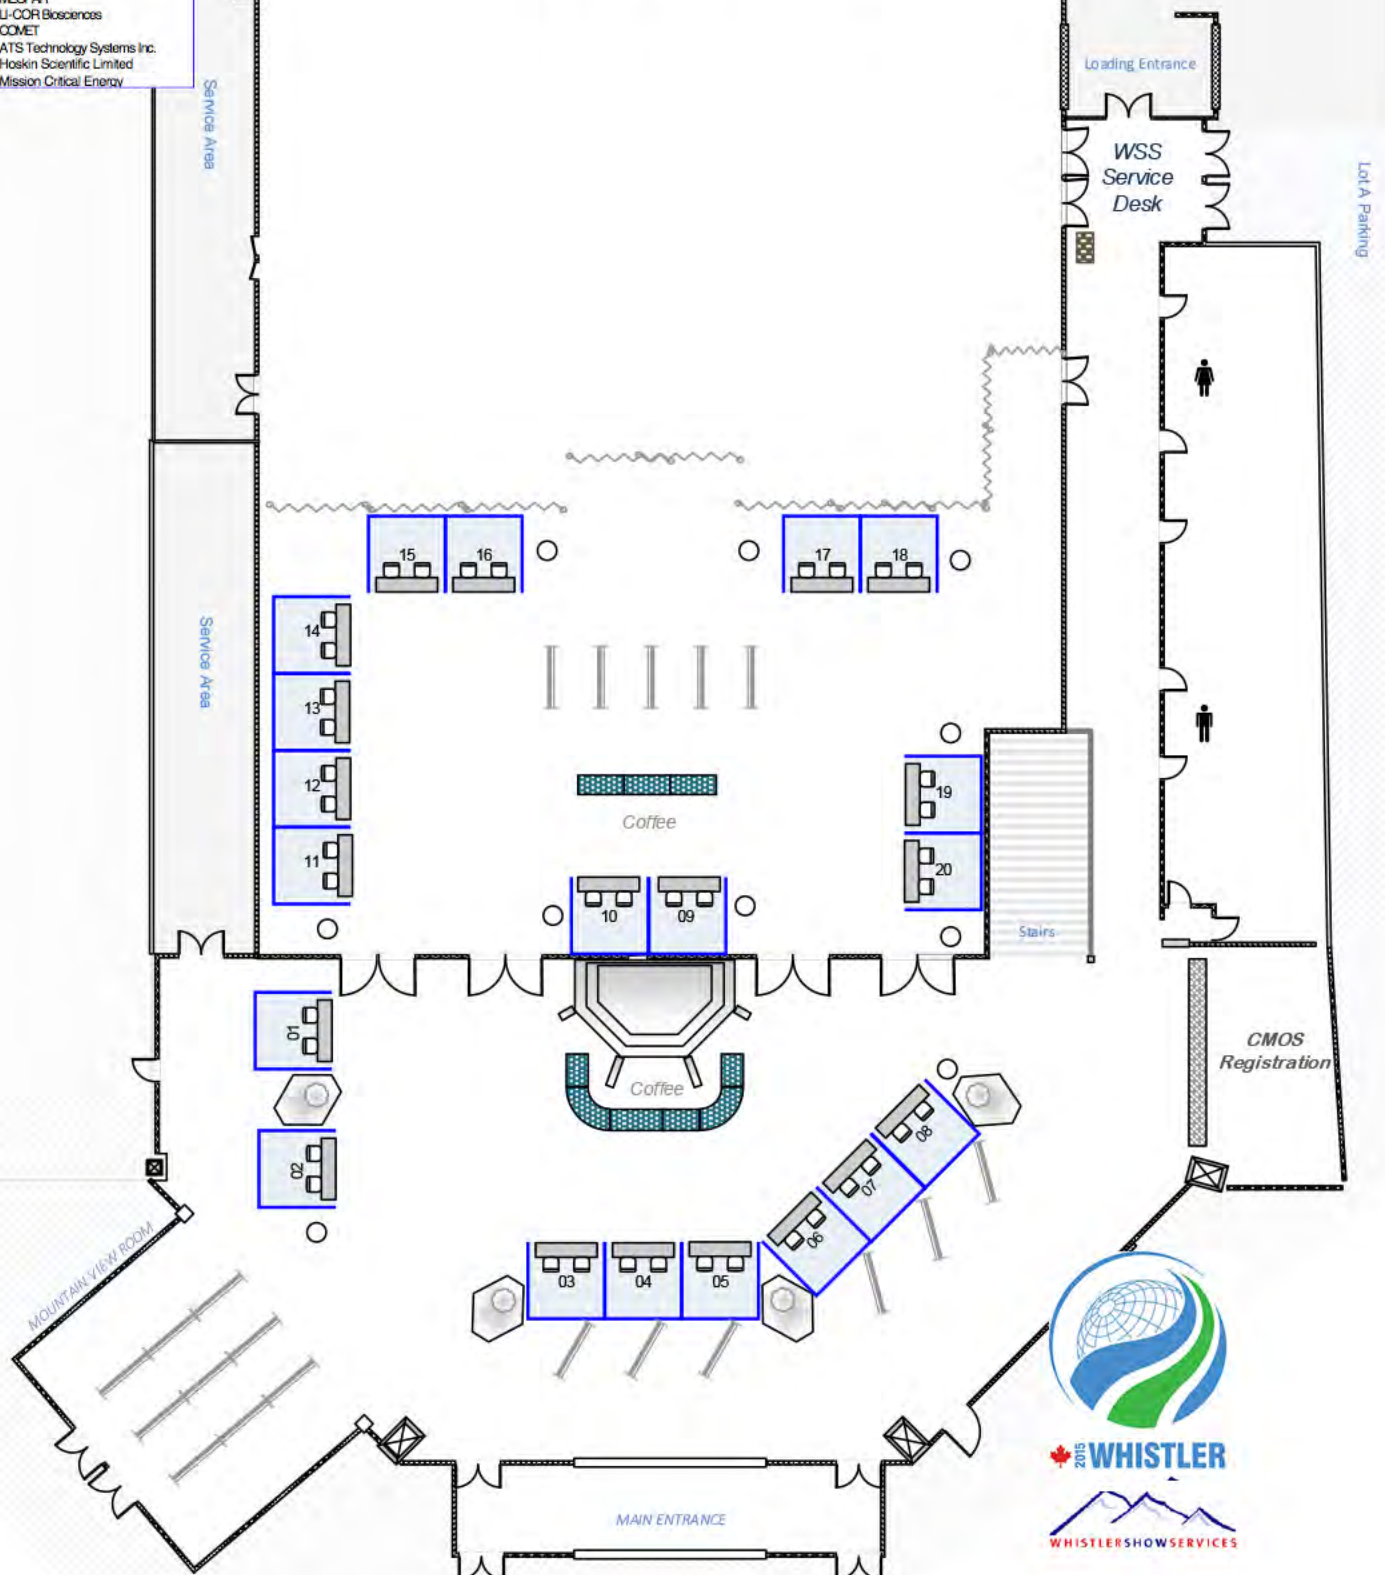 LI-COR Biosciences
COMET
ATS Technology Systems Inc.
Hoskin Scientific Limited
Mission Critical Energy
Service Area
Loading Entrance
WSS
Service
Desk
Lot A Parking
15
16
17
18
14
13
12
11
Service Area
19
20
Coffee
10
09
Stairs
01
02
Coffee
CMOS
Registration
08
07
06
03
04
05
MOUNTAIN VIEW ROOM
2015
WHISTLER
MAIN ENTRANCE
WHISTLERSHOWSERVICES